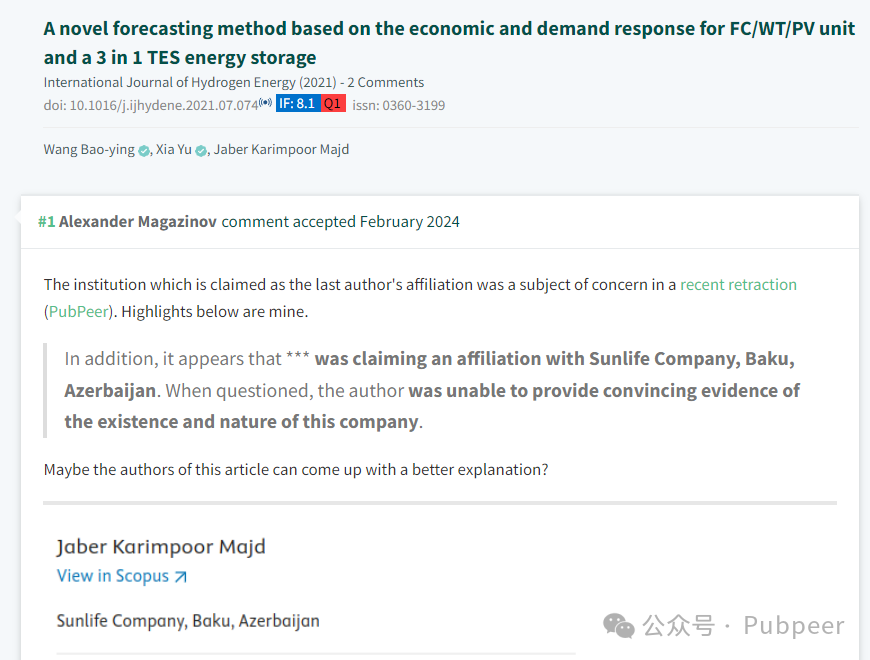 A novel forecasting method based on the economic and demand response for FC/WT/PV unit
and a 3 in 1 TES energy storage
International Journal of Hydrogen Energy (2021) - 2 Comments
doi: 10.1016/j.ijhydene.2021.07.074 IF: 8.1 Q1 issn: 0360-3199
Wang Bao-ying , Xia Yu , Jaber Karimpoor Majd
#1 Alexander Magazinov comment accepted February 2024
The institution which is claimed as the last author's affiliation was a subject of concern in a recent retraction
(PubPeer). Highlights below are mine.
In addition, it appears that *** was claiming an affiliation with Sunlife Company, Baku,
Azerbaijan. When questioned, the author was unable to provide convincing evidence of
the existence and nature of this company.
Maybe the authors of this article can come up with a better explanation?
Jaber Karimpoor Majd
View in Scopus ↗
Sunlife Company, Baku, Azerbaijan
公众号 · Pubpeer